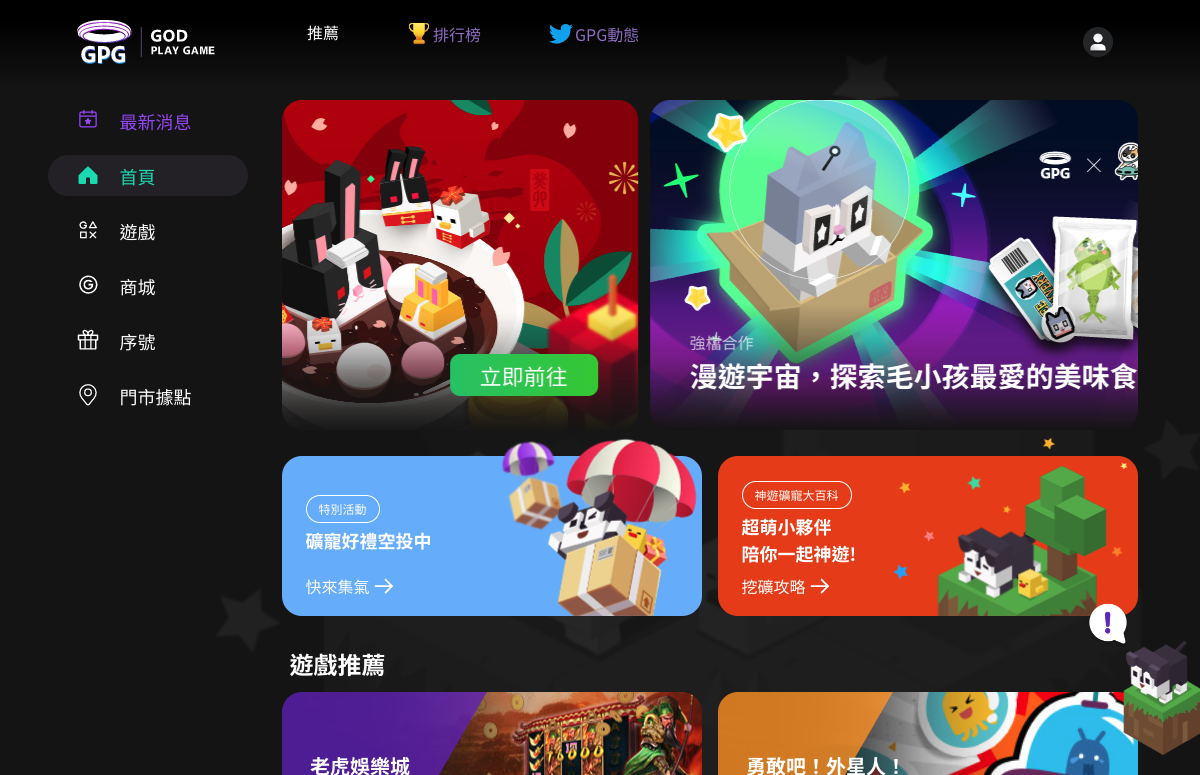 GPG
GOD
PLAY GAME
推薦
排行榜
GPG動態
最新消息
首頁
遊戲
商城
序號
門市據點
癸卯
立即前往
GPG
強檔合作
漫遊宇宙，探索毛小孩最愛的美味食
特別活動
礦寵好禮空投中
快來集氣
神遊礦寵大百科
超萌小夥伴
陪你一起神遊!
挖礦攻略
遊戲推薦
老虎娛樂城
勇敢吧！外星人！